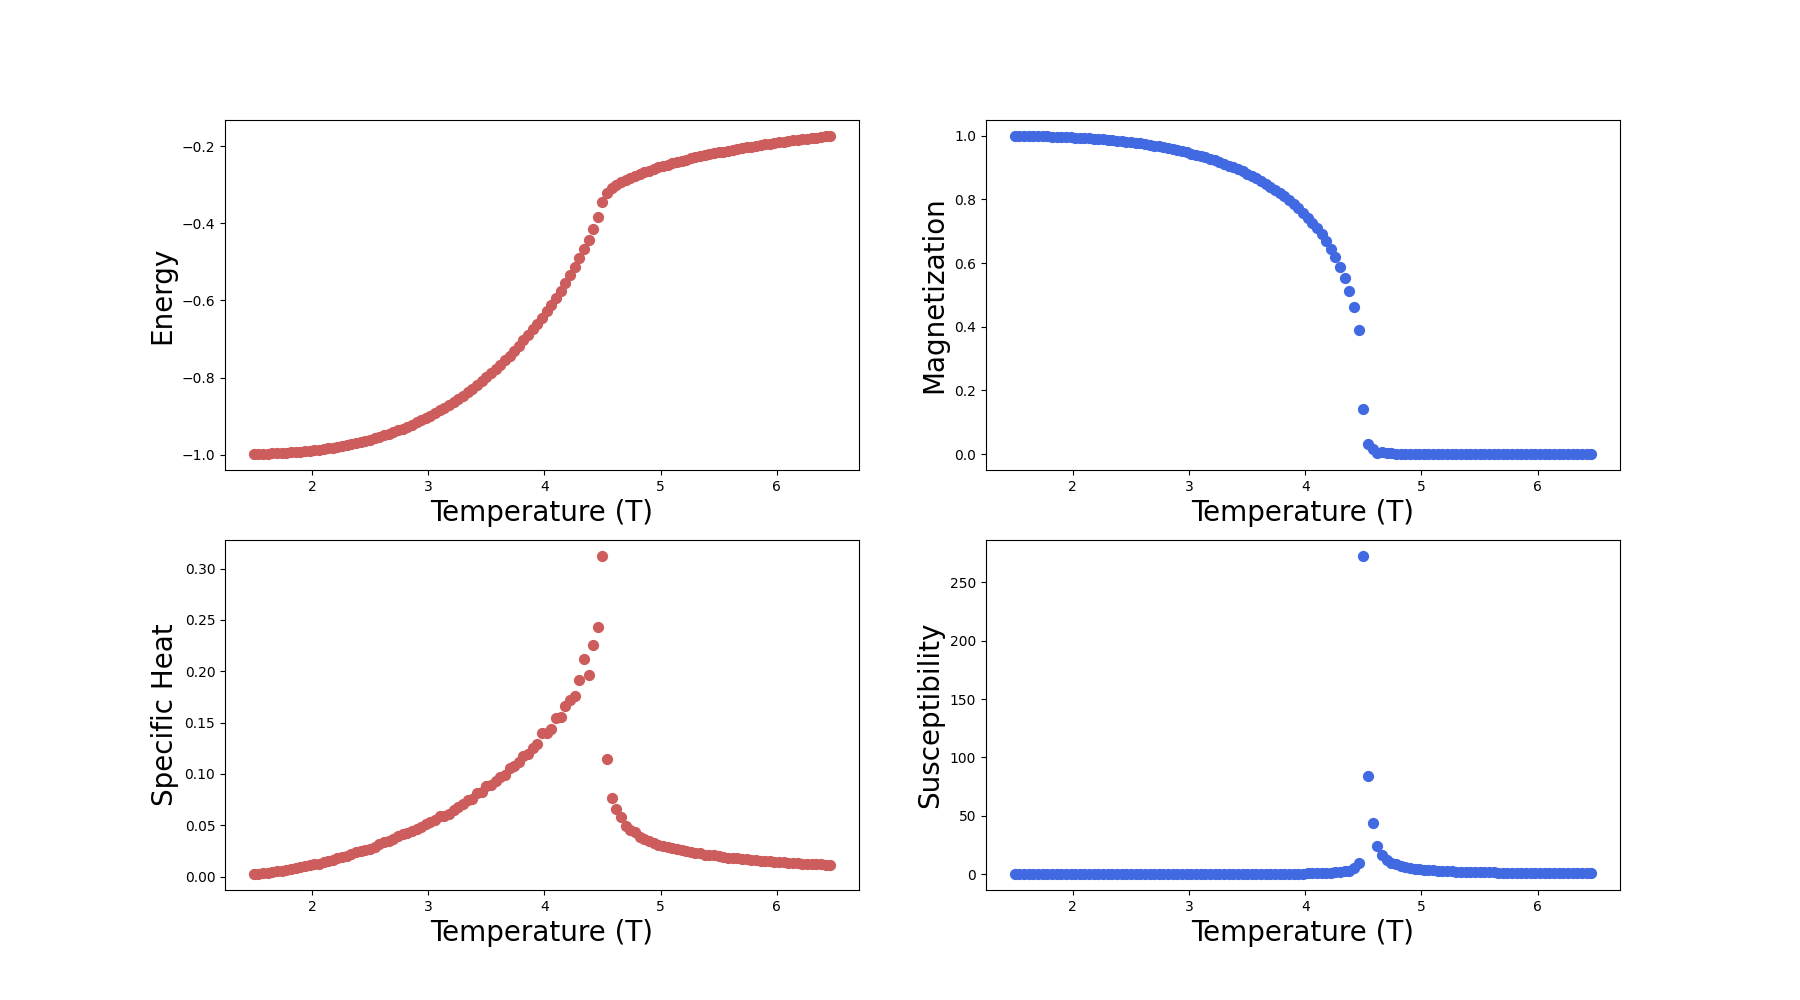 −0.2
−0.4
−0.6
−0.8
−1.0
Energy
2 3 4 5 6
Temperature (T)
1.0
0.8
0.6
0.4
0.2
0.0
Magnetization
2 3 4 5 6
Temperature (T)
0.30
0.25
0.20
0.15
0.10
0.05
0.00
Specific Heat
2 3 4 5 6
Temperature (T)
250
200
150
100
50
0
Susceptibility
2 3 4 5 6
Temperature (T)